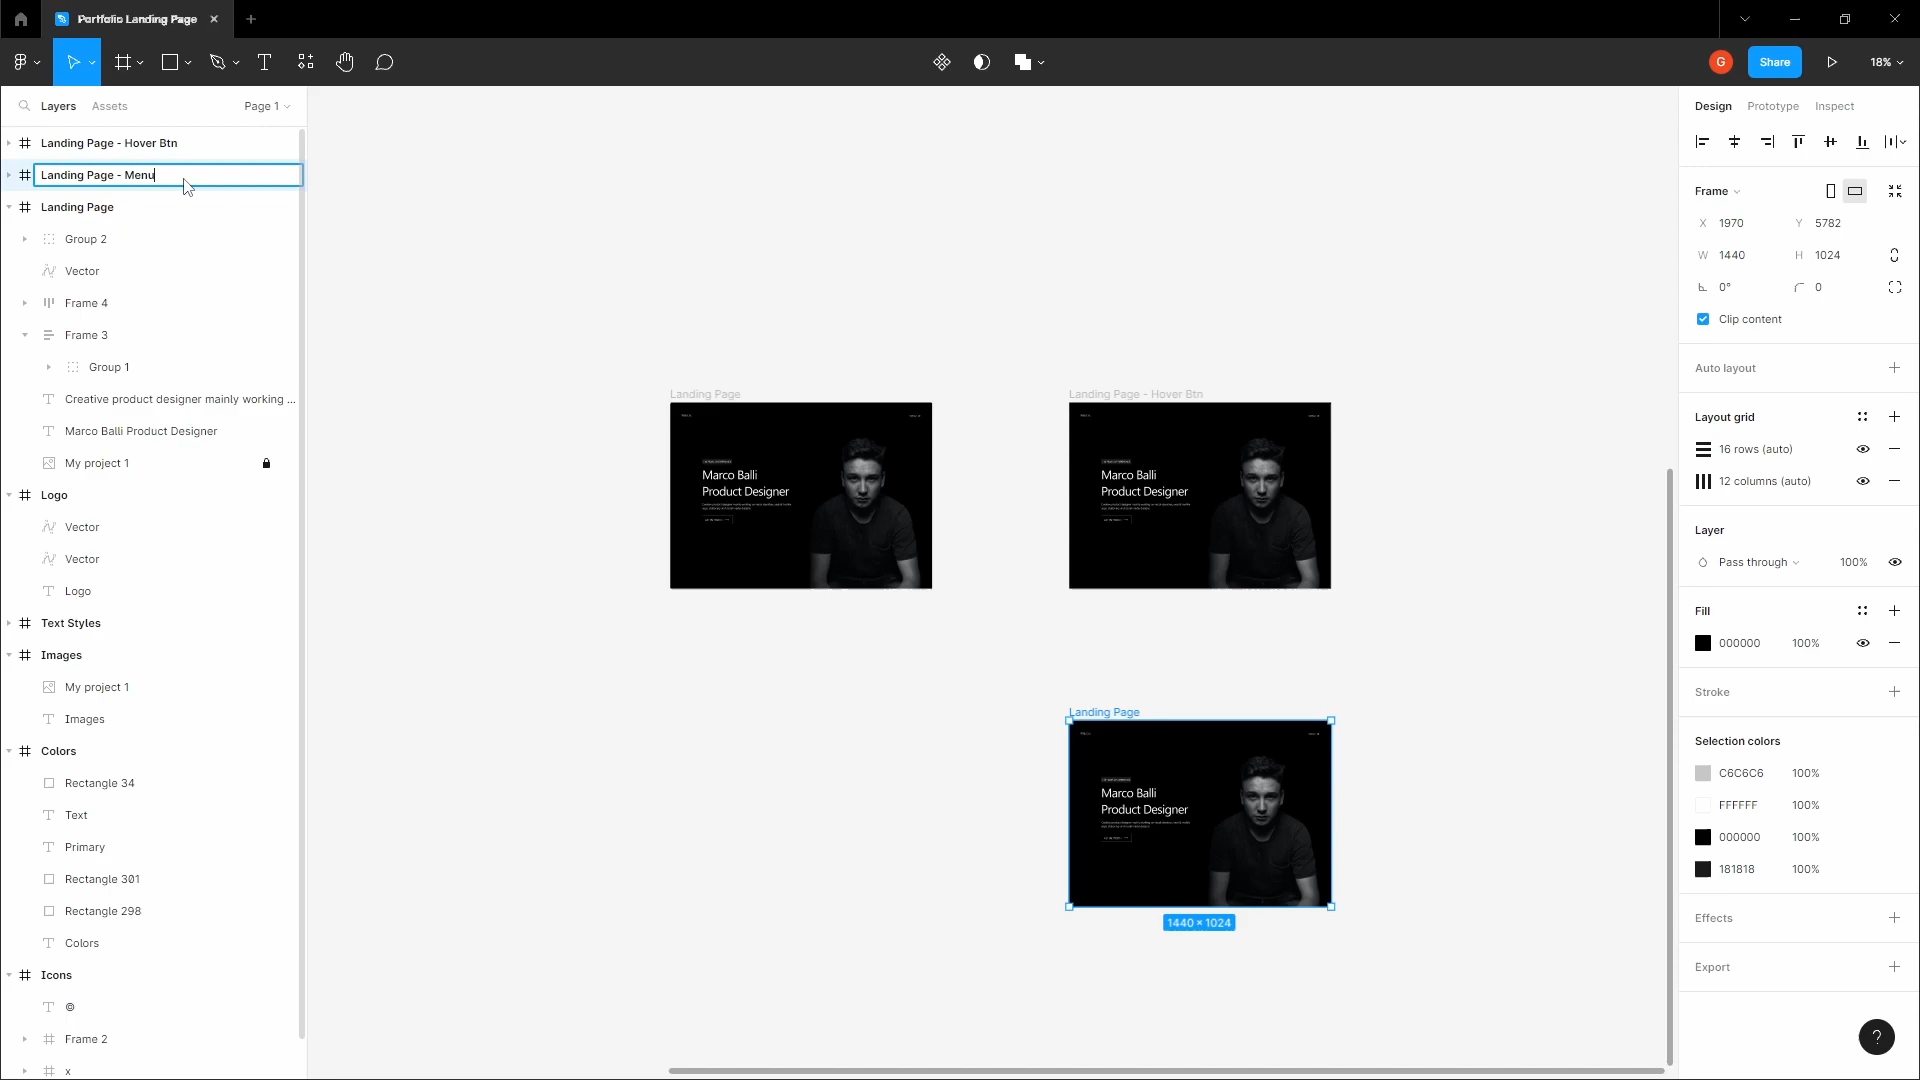 Portfolio Landing Page
Share
18%
G
Layers
Assets
Page 1
Landing Page - Hover Btn
Landing Page - Menu
Landing Page
Group 2
Vector
Frame 4
Frame 3
Group 1
Creative product designer mainly working ...
Marco Balli Product Designer
My project 1
Logo
Vector
Vector
Logo
Text Styles
Images
My project 1
Images
Colors
Rectangle 34
Text
Primary
Rectangle 301
Rectangle 298
Colors
Icons
©
Frame 2
x
Landing Page
Marco Balli
Product Designer
Landing Page - Hover Btn
Marco Balli
Product Designer
Landing Page
Marco Balli
Product Designer
1440 × 1024
Design
Prototype
Inspect
Frame
X 1970
Y 5782
W 1440
H 1024
0°
0
Clip content
Auto layout
Layout grid
16 rows (auto)
12 columns (auto)
Layer
Pass through
100%
Fill
000000
100%
Stroke
Selection colors
C6C6C6 100%
FFFFFF 100%
000000 100%
181818 100%
Effects
Export
?